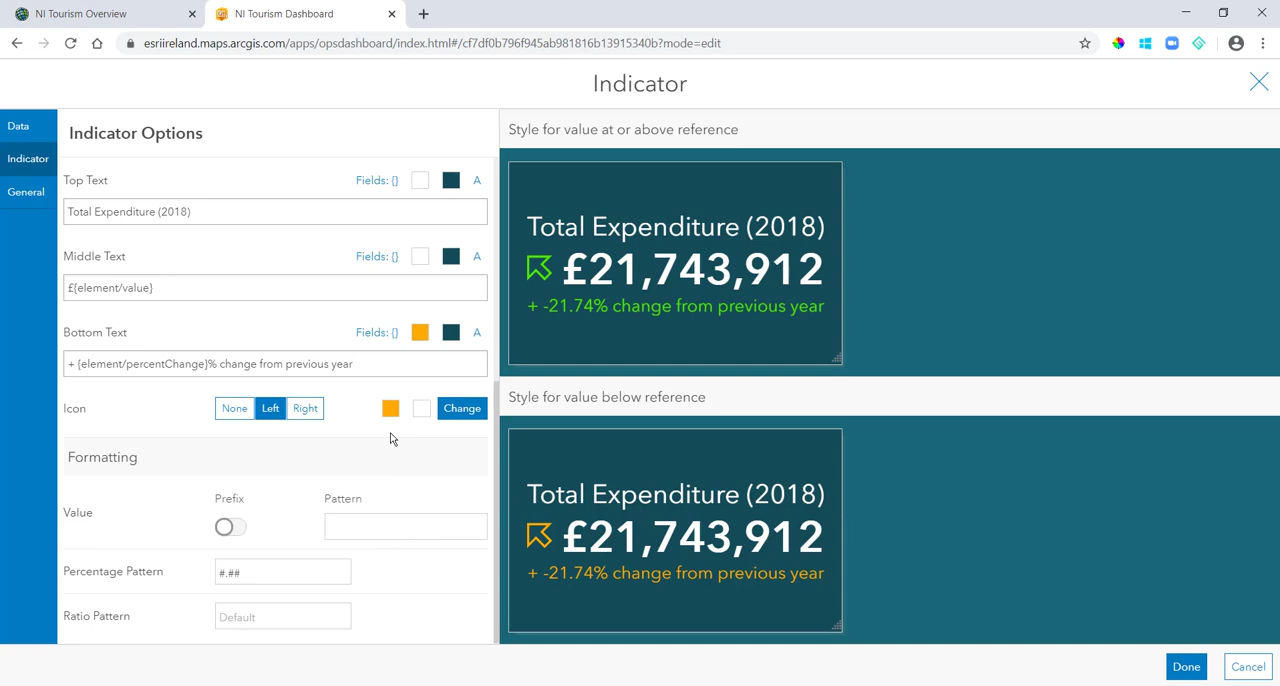 NI Tourism Overview
NI Tourism Dashboard
esriireland.maps.arcgis.com/apps/opsdashboard/index.html#/cf7df0b796f945ab981816b13915340b?mode=edit
Indicator
Data
Indicator
General
Indicator Options
Top Text Fields: {} A
Total Expenditure (2018)
Middle Text Fields: {} A
£{element/value}
Bottom Text Fields: {} A
+ {element/percentChange}% change from previous year
Icon None Left Right Change
Formatting
Prefix Pattern
Value
Percentage Pattern #.##
Ratio Pattern Default
Style for value at or above reference
Total Expenditure (2018)
£21,743,912
+ -21.74% change from previous year
Style for value below reference
Total Expenditure (2018)
£21,743,912
+ -21.74% change from previous year
Done Cancel